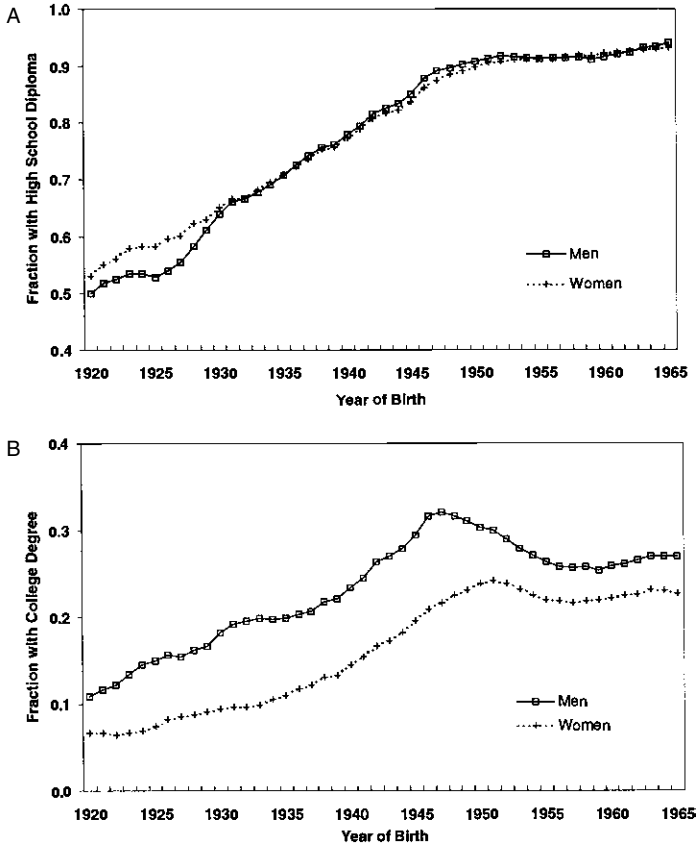 A
Fraction with High School Diploma
1.0
0.9
0.8
0.7
0.6
0.5
0.4
Men
Women
1920 1925 1930 1935 1940 1945 1950 1955 1960 1965
Year of Birth
B
Fraction with College Degree
0.4
0.3
0.2
0.1
0.0
Men
Women
1920 1925 1930 1935 1940 1945 1950 1955 1960 1965
Year of Birth